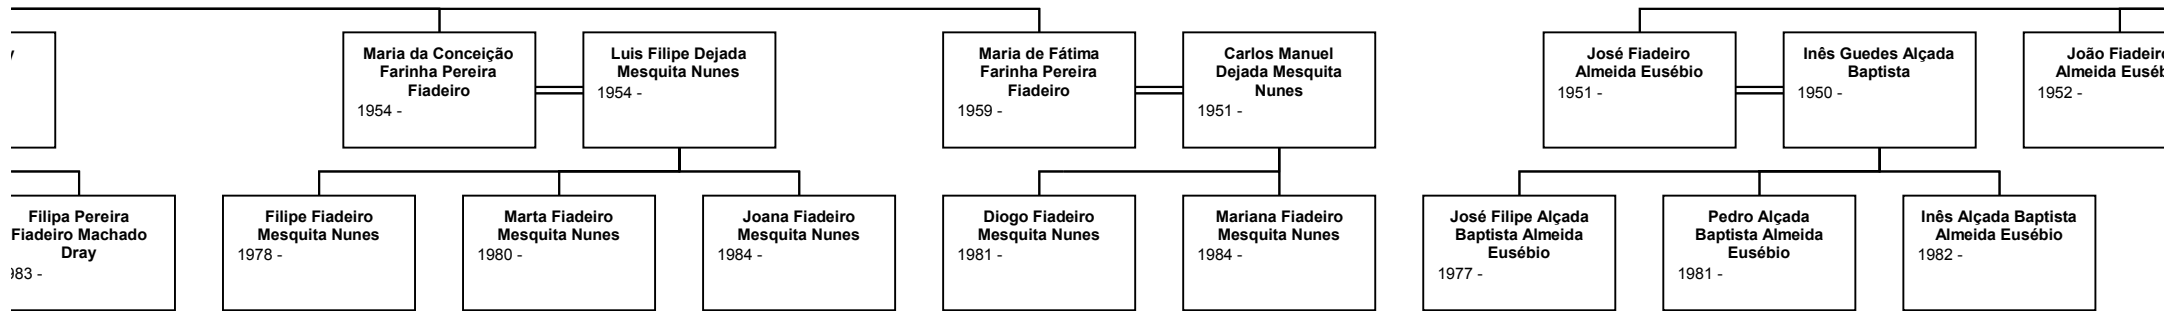 Maria da Conceição
Farinha Pereira
Fiadeiro
1954 -
Luis Filipe Dejada
Mesquita Nunes
1954 -
Maria de Fátima
Farinha Pereira
Fiadeiro
1959 -
Carlos Manuel
Dejada Mesquita
Nunes
1951 -
José Fiadeiro
Almeida Eusébio
1951 -
Inês Guedes Alçada
Baptista
1950 -
João Fiadeiro
Almeida
1952 -
Filipa Pereira
Fiadeiro Machado
Dray
Filipe Fiadeiro
Mesquita Nunes
1978 -
Marta Fiadeiro
Mesquita Nunes
1980 -
Joana Fiadeiro
Mesquita Nunes
1984 -
Diogo Fiadeiro
Mesquita Nunes
1981 -
Mariana Fiadeiro
Mesquita Nunes
1984 -
José Filipe Alçada
Baptista Almeida
Eusébio
1977 -
Pedro Alçada
Baptista Almeida
Eusébio
1981 -
Inês Alçada Baptista
Almeida Eusébio
1982 -